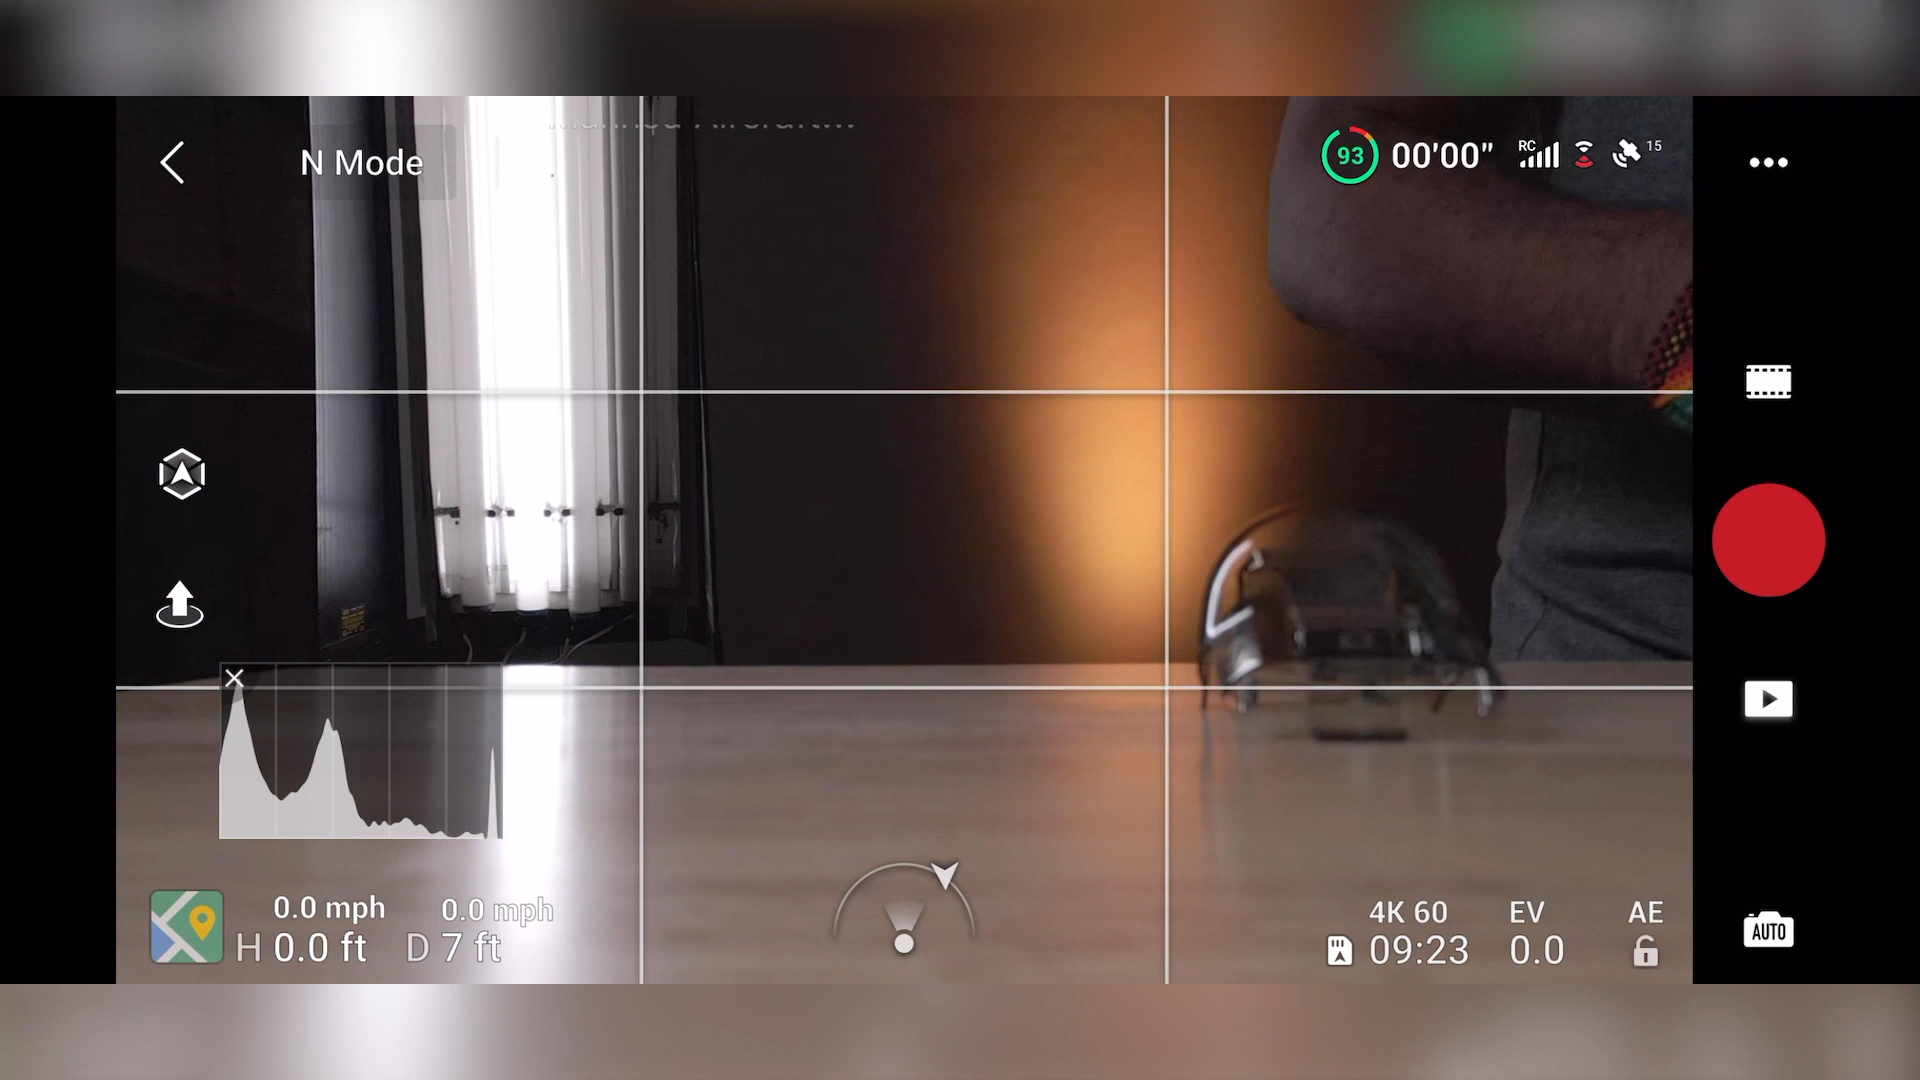 N Mode
93 00'00" RC 15
0.0 mph 0.0 mph
H 0.0 ft D 7 ft
4K 60 EV AE
09:23 0.0
AUTO